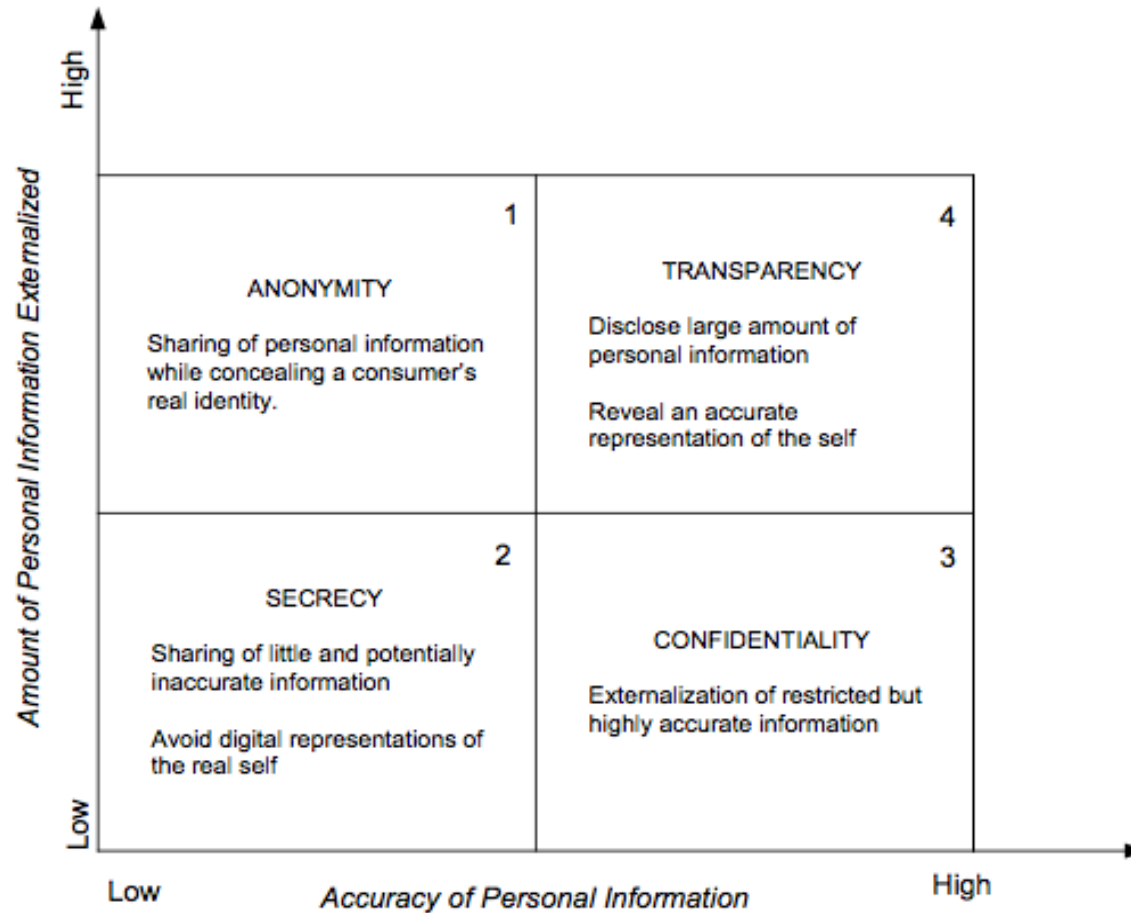 High
Amount of Personal Information Externalized
Low
1
ANONYMITY
Sharing of personal information
while concealing a consumer's
real identity.
4
TRANSPARENCY
Disclose large amount of
personal information
Reveal an accurate
representation of the self
2
SECRECY
Sharing of little and potentially
inaccurate information
Avoid digital representations of
the real self
3
CONFIDENTIALITY
Externalization of restricted but
highly accurate information
Low
Accuracy of Personal Information
High